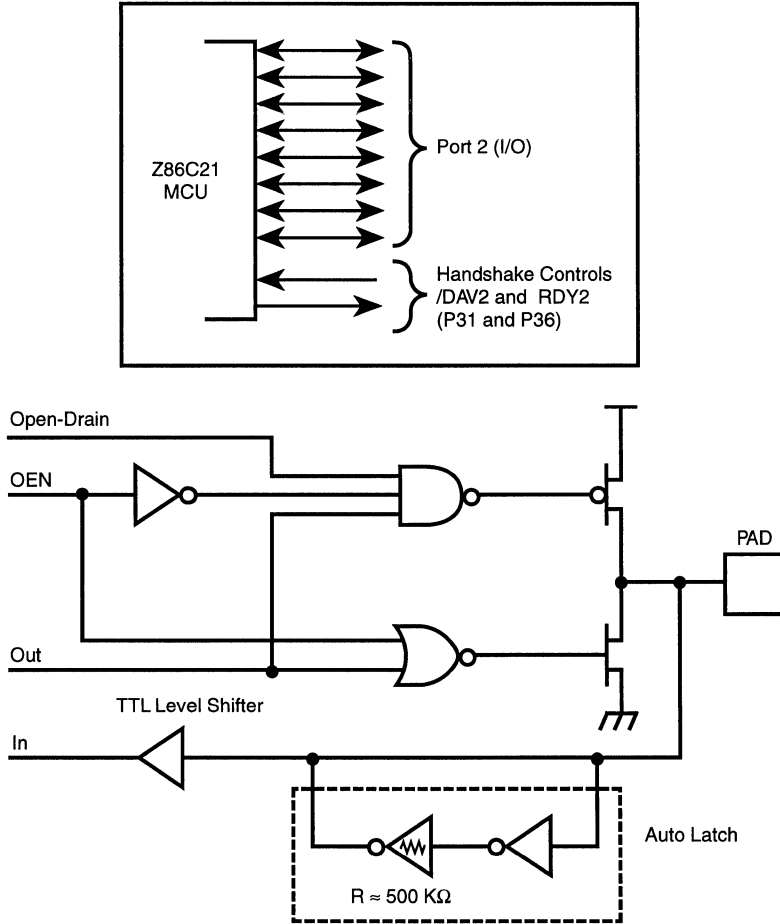 Z86C21
MCU
Port 2 (I/O)
Handshake Controls
/DAV2 and RDY2
(P31 and P36)
Open-Drain
OEN
PAD
Out
TTL Level Shifter
In
Auto Latch
R ≈ 500 KΩ